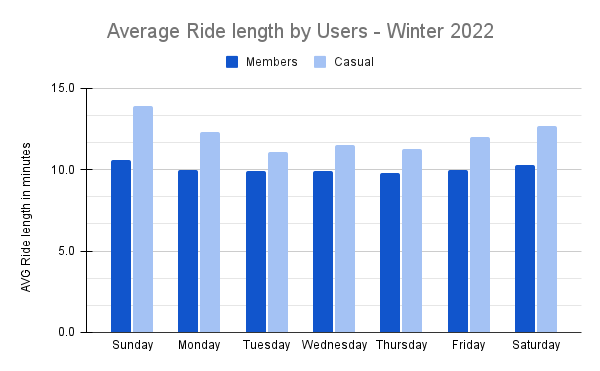 Average Ride length by Users - Winter 2022
Members Casual
15.0
10.0
5.0
0.0
AVG Ride length in minutes
Sunday Monday Tuesday Wednesday Thursday Friday Saturday